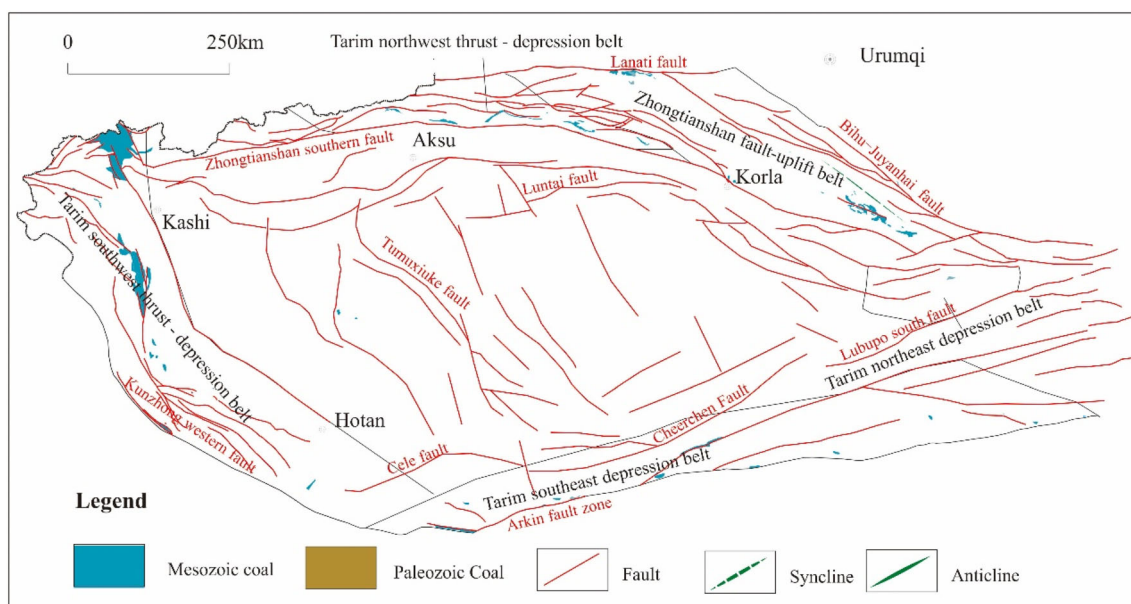 0
250km
Tarim northwest thrust - depression belt
Urumqi
Lanati fault
Zhongtianshan fault-uplift belt
Bihu-Juyanhai fault
Zhongtianshan southern fault
Aksu
Luntai fault
Korla
Kashi
Tarim southwest thrust - depression belt
Tumuxiuke fault
Lubupo south fault
Tarim northeast depression belt
Kunzhong western fault
Hotan
Cele fault
Cheerchen Fault
Tarim southeast depression belt
Arkin fault zone
Legend
Mesozoic coal
Paleozoic Coal
Fault
Syncline
Anticline